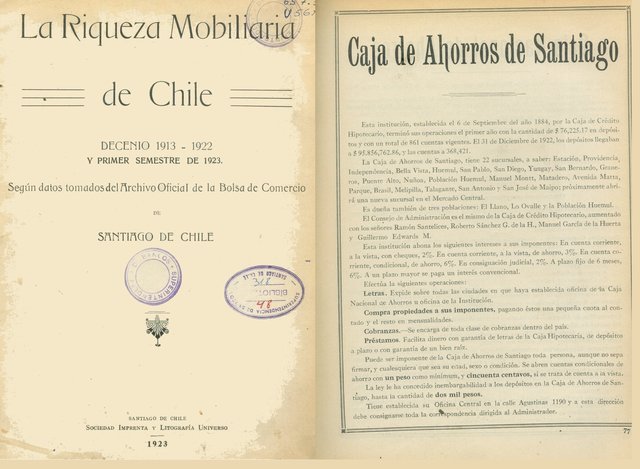 La Riqueza Mobiliaria
de Chile
DECENIO 1913 - 1922
Y PRIMER SEMESTRE DE 1923.
Según datos tomados del Archivo Oficial de la Bolsa de Comercio
DE
SANTIAGO DE CHILE
SANTIAGO DE CHILE
SOCIEDAD IMPRENTA Y LITOGRAFÍA UNIVERSO
1923
Caja de Ahorros de Santiago
Esta institución, establecida el 6 de Septiembre del año 1884, por la Caja de Crédito
Hipotecario, terminó sus operaciones el primer año con la cantidad de $ 76,225.17 en depósi-
tos y con un total de 861 cuentas vigentes. El 31 de Diciembre de 1922, los depósitos llegaban
a $ 95.856,762.86, y las cuentas a 368,421.
La Caja de Ahorros de Santiago, tiene 22 sucursales, a saber: Estación, Providencia,
Independencia, Bella Vista, Huemul, San Pablo, San Diego, Yungay, San Bernardo, Grane-
ros, Puente Alto, Nuñoa, Población Huemul, Manuel Montt, Matadero, Avenida Matta,
Parque, Brasil, Melipilla, Talagante, San Antonio y San José de Maipo; próximamente abri-
rá una nueva sucursal en el Mercado Central.
Es dueña también de tres poblaciones: El Llano, Lo Ovalle y la Población Huemul.
El Consejo de Administración es el mismo de la Caja de Crédito Hipotecario, aumentado
con los señores Ramón Santelices, Roberto Sánchez G. de la H., Manuel García de la Huerta
y Guillermo Edwards M.
Esta institución abona los siguientes intereses a sus imponentes: En cuenta corriente,
a la vista, con cheques, 2%. En cuenta corriente, a la vista, de ahorro, 3%. En cuenta co-
rriente, condicional, de ahorro, 6%. En consignación judicial, 2%. A plazo fijo de 6 meses,
6%. A un plazo mayor se paga un interés convencional.
Efectúa la siguientes operaciones:
Letras. Expide sobre todas las ciudades en que haya establecida oficina de la Caja
Nacional de Ahorros u oficina de la Institución.
Compra propiedades a sus imponentes, pagando éstos una pequeña cuota al con-
tado y el resto en mensualidades.
Cobranzas.—Se encarga de toda clase de cobranzas dentro del país.
Préstamos. Facilita dinero con garantía de letras de la Caja Hipotecaria, de depósitos
a plazo o con garantía de un bien raíz.
Puede ser imponente de la Caja de Ahorros de Santiago toda persona, aunque no sepa
firmar, y cualesquiera que sea su edad, sexo o condición. Se abren cuentas condicionales de
ahorro con un peso como mínimum, y cincuenta centavos, si se trata de cuenta a la vista.
La ley le ha concedido inembargabilidad a los depósitos en la Caja de Ahorros de San-
tiago, hasta la cantidad de dos mil pesos.
Tiene establecida su Oficina Central en la calle Agustinas 1190 y a esta dirección
debe consignarse toda la correspondencia dirigida al Administrador.
77